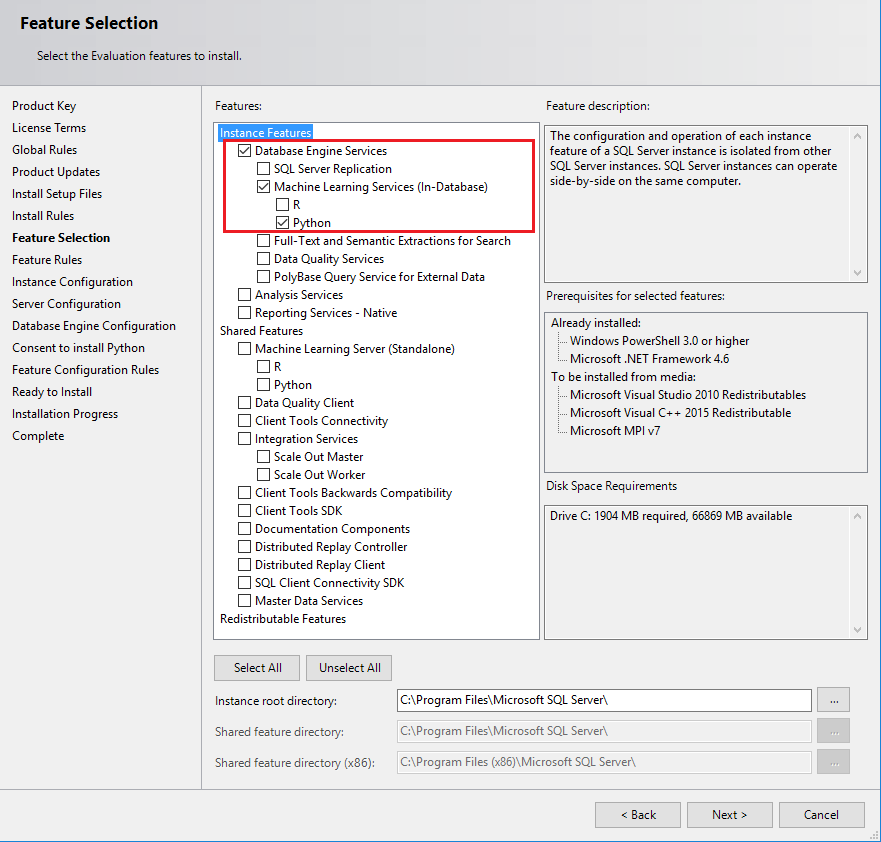 Feature Selection
Select the Evaluation features to install.
Product Key
License Terms
Global Rules
Product Updates
Install Setup Files
Install Rules
Feature Selection
Feature Rules
Instance Configuration
Server Configuration
Database Engine Configuration
Consent to install Python
Feature Configuration Rules
Ready to Install
Installation Progress
Complete
Features:
Instance Features
Database Engine Services
SQL Server Replication
Machine Learning Services (In-Database)
R
Python
Full-Text and Semantic Extractions for Search
Data Quality Services
PolyBase Query Service for External Data
Analysis Services
Reporting Services - Native
Shared Features
Machine Learning Server (Standalone)
R
Python
Data Quality Client
Client Tools Connectivity
Integration Services
Scale Out Master
Scale Out Worker
Client Tools Backwards Compatibility
Client Tools SDK
Documentation Components
Distributed Replay Controller
Distributed Replay Client
SQL Client Connectivity SDK
Master Data Services
Redistributable Features
Feature description:
The configuration and operation of each instance
feature of a SQL Server instance is isolated from other
SQL Server instances. SQL Server instances can operate
side-by-side on the same computer.
Prerequisites for selected features:
Already installed:
Windows PowerShell 3.0 or higher
Microsoft .NET Framework 4.6
To be installed from media:
Microsoft Visual Studio 2010 Redistributables
Microsoft Visual C++ 2015 Redistributable
Microsoft MPI v7
Disk Space Requirements
Drive C: 1904 MB required, 66869 MB available
Select All
Unselect All
Instance root directory:
C:\Program Files\Microsoft SQL Server\
...
Shared feature directory:
C:\Program Files\Microsoft SQL Server\
...
Shared feature directory (x86):
C:\Program Files (x86)\Microsoft SQL Server\
...
< Back
Next >
Cancel